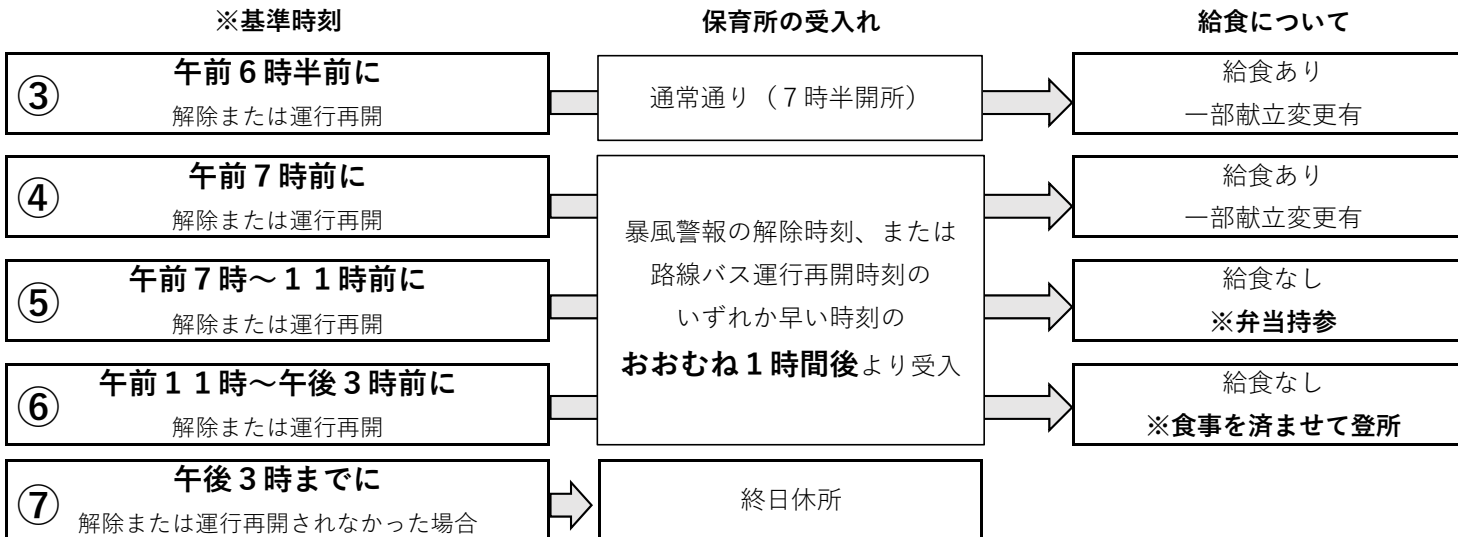 ※基準時刻
保育所の受入れ
給食について
③
午前６時半前に
解除または運行再開
通常通り（７時半開所）
給食あり
一部献立変更有
④
午前７時前に
解除または運行再開
給食あり
一部献立変更有
暴風警報の解除時刻、または
路線バス運行再開時刻の
いずれか早い時刻の
おおむね１時間後より受入
⑤
午前７時～１１時前に
解除または運行再開
給食なし
※弁当持参
⑥
午前１１時～午後３時前に
解除または運行再開
給食なし
※食事を済ませて登所
⑦
午後３時までに
解除または運行再開されなかった場合
終日休所